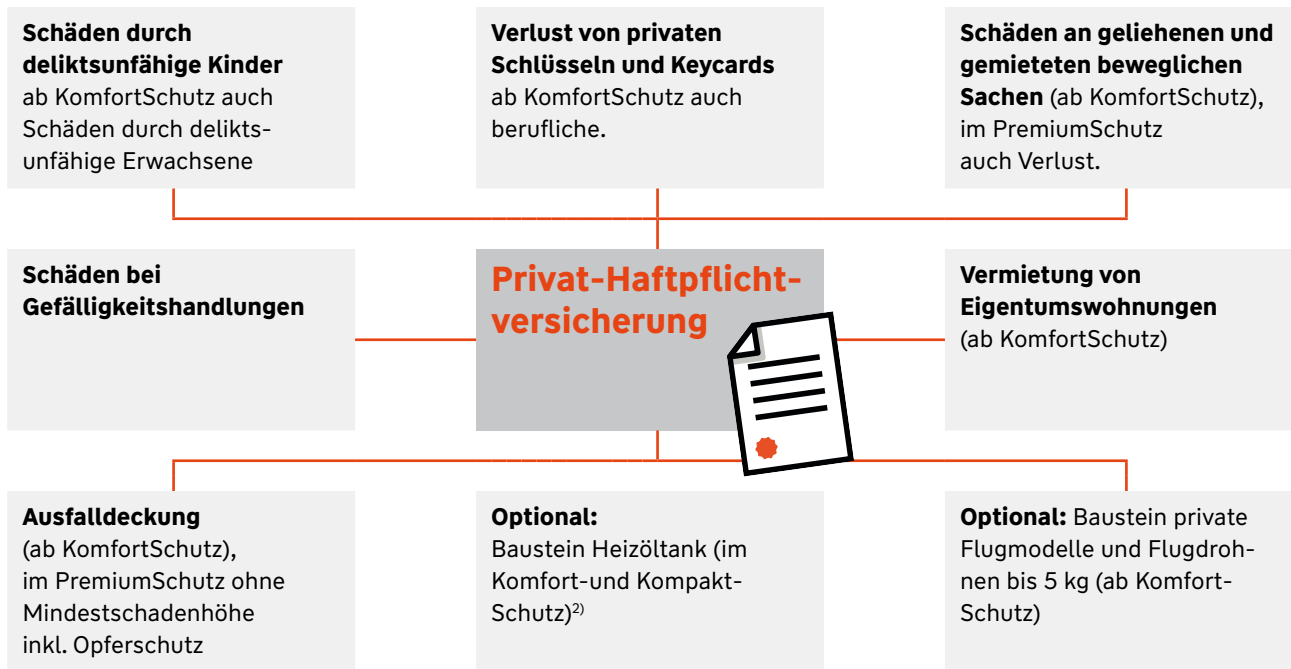 Schäden durch
deliktsunfähige Kinder
ab KomfortSchutz auch
Schäden durch delikts-
unfähige Erwachsene
Verlust von privaten
Schlüsseln und Keycards
ab KomfortSchutz auch
berufliche.
Schäden an geliehenen und
gemieteten beweglichen
Sachen (ab KomfortSchutz),
im PremiumSchutz
auch Verlust.
Schäden bei
Gefälligkeitshandlungen
Privat-Haftpflicht-
versicherung
Vermietung von
Eigentumswohnungen
(ab KomfortSchutz)
Ausfalldeckung
(ab KomfortSchutz),
im PremiumSchutz ohne
Mindestschadenhöhe
inkl. Opferschutz
Optional:
Baustein Heizöltank (im
Komfort-und Kompakt-
Schutz)²⁾
Optional: Baustein private
Flugmodelle und Flugdroh-
nen bis 5 kg (ab Komfort-
Schutz)